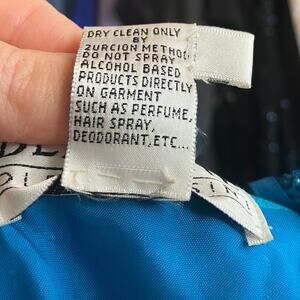 DRY CLEAN ONLY
BY
ZURCION METHOD
DO NOT SPRAY
ALCOHOL BASED
PRODUCTS DIRECTLY
ON GARMENT
SUCH AS PERFUME,
HAIR SPRAY,
DEODORANT,ETC...